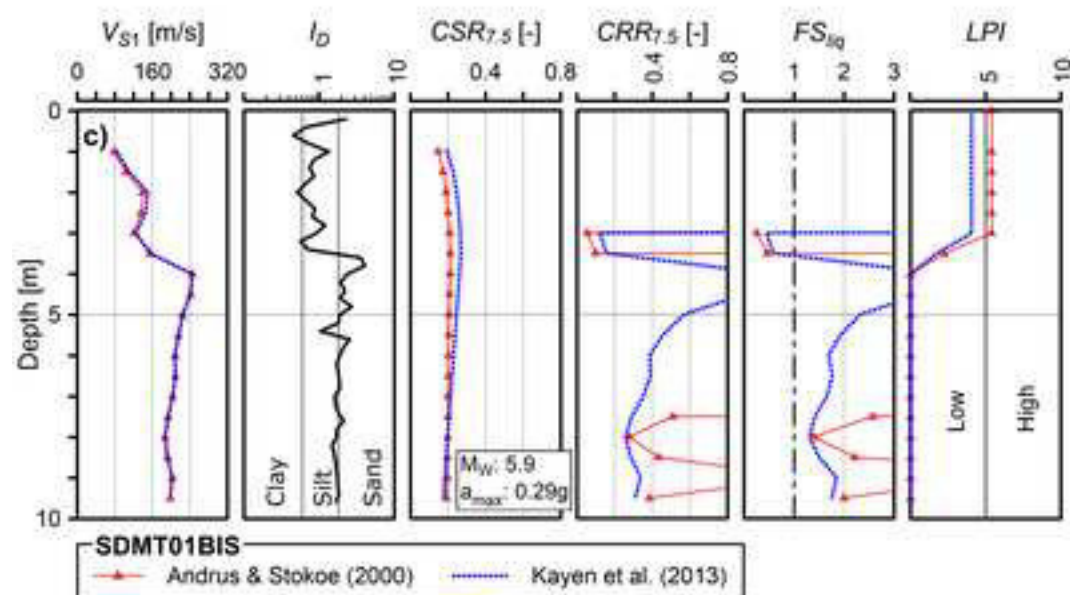 V_S1 [m/s] I_D CSR_7.5 [-] CRR_7.5 [-] FS_liq LPI
0 160 320 1 10 0.4 0.8 0.4 0.8 1 2 3 5 10
0
c)
5
10
Depth [m]
Clay
Silt
Sand
M_W: 5.9
a_max: 0.29g
Low
High
SDMT01BIS
Andrus & Stokoe (2000) Kayen et al. (2013)